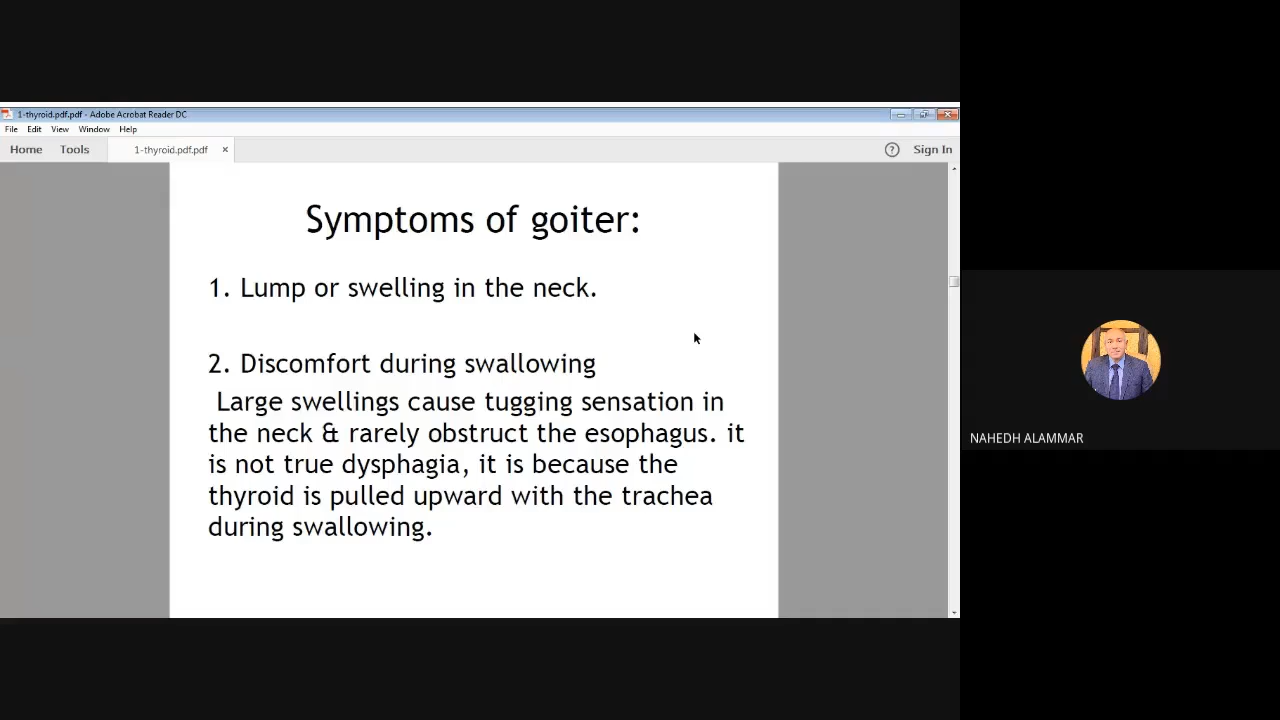 1-thyroid.pdf.pdf - Adobe Acrobat Reader DC
File Edit View Window Help
Home Tools 1-thyroid.pdf.pdf × ? Sign In
Symptoms of goiter:
1. Lump or swelling in the neck.
2. Discomfort during swallowing
Large swellings cause tugging sensation in
the neck & rarely obstruct the esophagus. it
is not true dysphagia, it is because the
thyroid is pulled upward with the trachea
during swallowing.
NAHEDH ALAMMAR